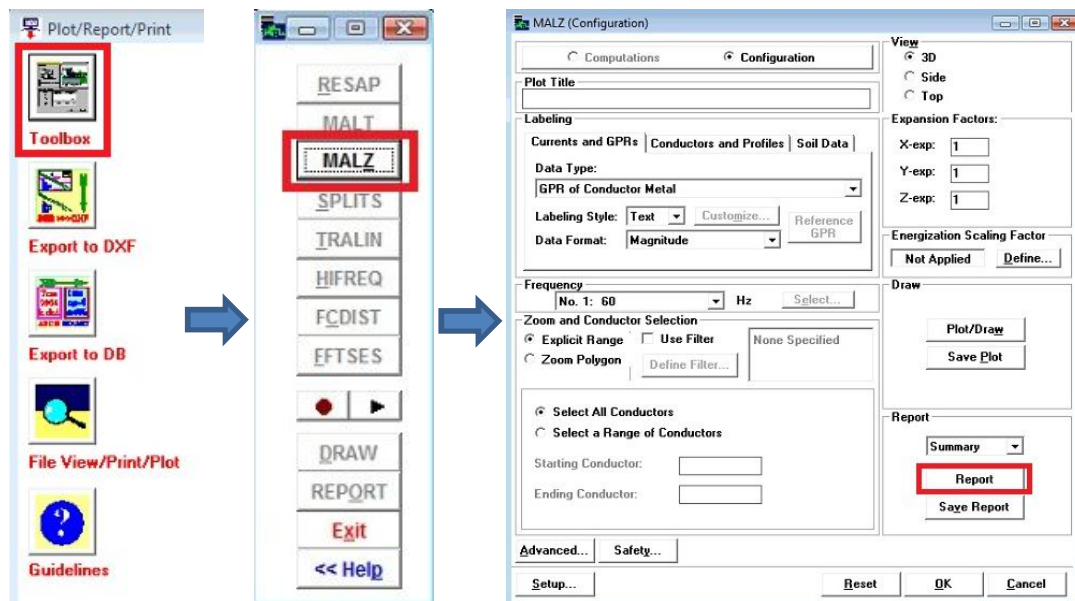 Plot/Report/Print
Toolbox
Export to DXF
Export to DB
File View/Print/Plot
Guidelines
RESAP
MALT
MALZ
SPLITS
TRALIN
HIFREQ
FCDIST
FFTSES
DRAW
REPORT
Exit
<< Help
MALZ (Configuration)
Computations Configuration
Plot Title
Labeling
Currents and GPRs Conductors and Profiles Soil Data
Data Type:
GPR of Conductor Metal
Labeling Style: Text Customize... Reference GPR
Data Format: Magnitude
Frequency
No. 1: 60 Hz Select...
Zoom and Conductor Selection
Explicit Range Use Filter None Specified
Zoom Polygon Define Filter...
Select All Conductors
Select a Range of Conductors
Starting Conductor:
Ending Conductor:
Advanced... Safety...
Setup... Reset OK Cancel
View
3D
Side
Top
Expansion Factors:
X-exp: 1
Y-exp: 1
Z-exp: 1
Energization Scaling Factor
Not Applied Define...
Draw
Plot/Draw
Save Plot
Report
Summary
Report
Save Report